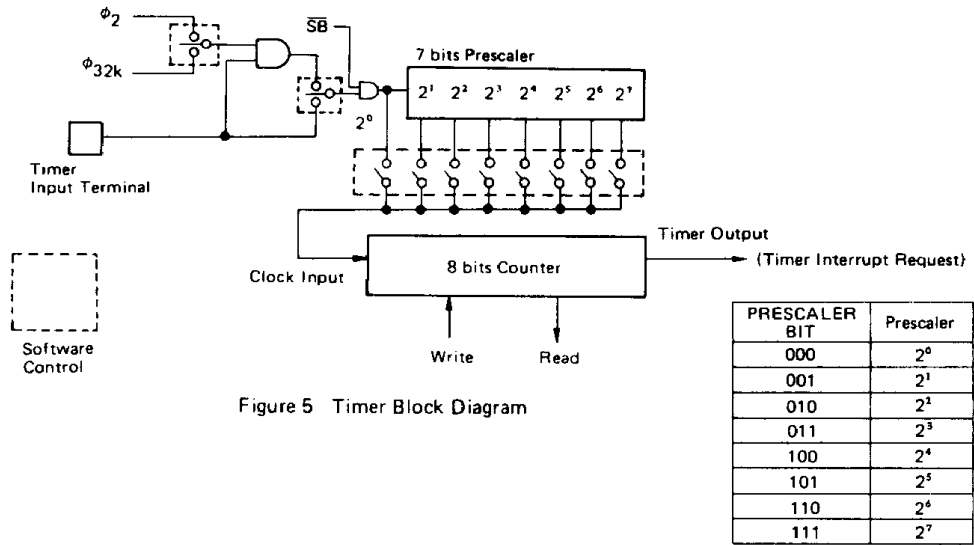 ϕ₂
ϕ₃₂ₖ
S̅B̅
7 bits Prescaler
2¹ 2² 2³ 2⁴ 2⁵ 2⁶ 2⁷
2⁰
Timer
Input Terminal
Clock Input
8 bits Counter
Timer Output
(Timer Interrupt Request)
Write
Read
Software
Control
Figure 5 Timer Block Diagram
PRESCALER BIT Prescaler
000 2⁰
001 2¹
010 2²
011 2³
100 2⁴
101 2⁵
110 2⁶
111 2⁷